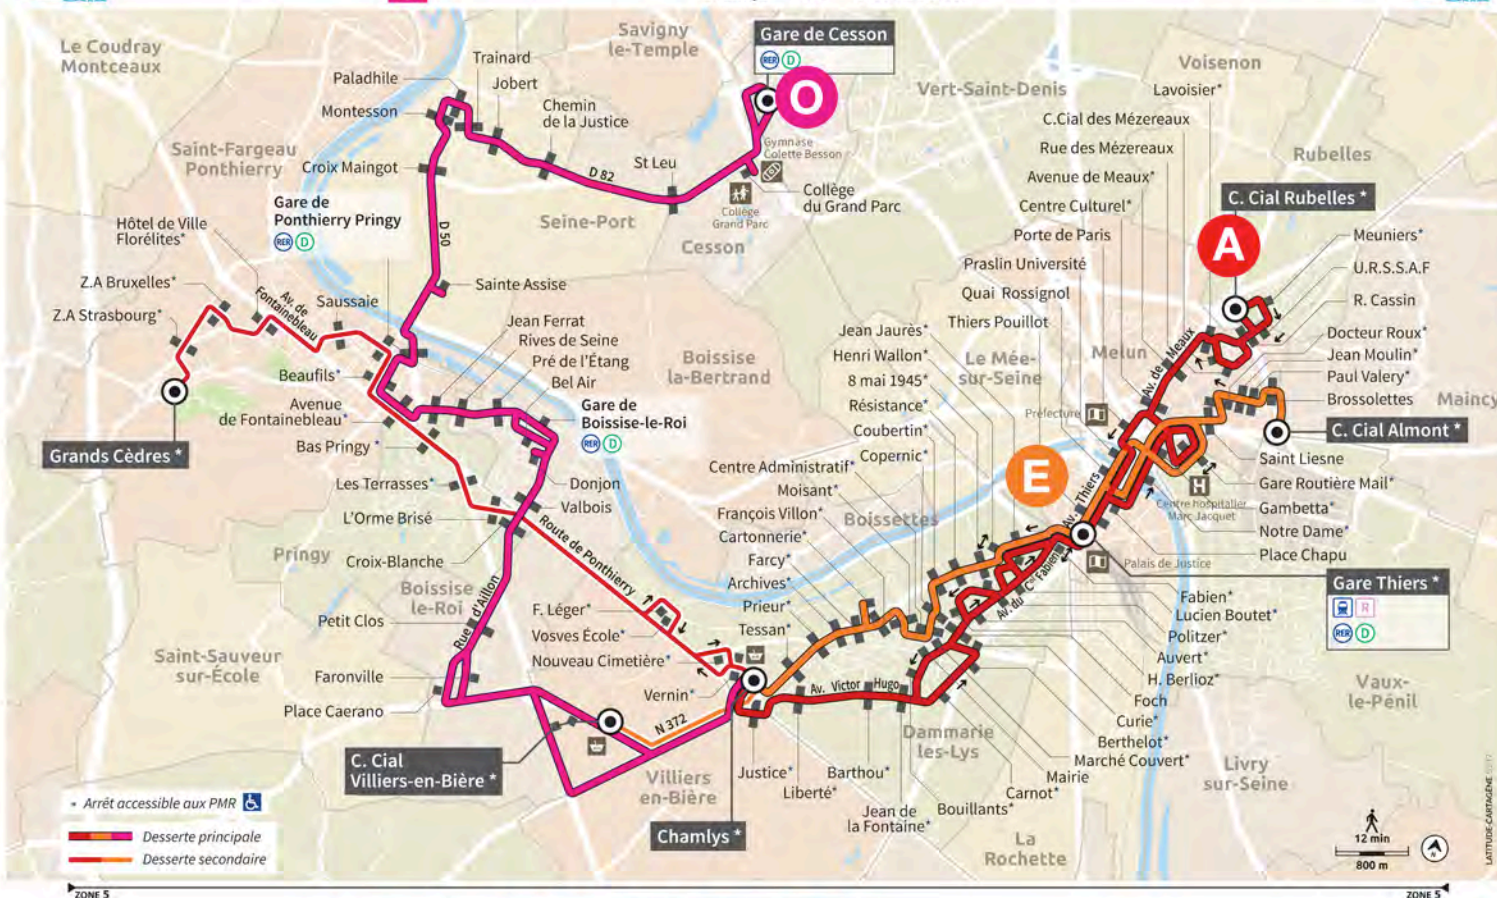 Le Coudray
Montceaux
Savigny
le-Temple
Gare de Cesson
RER D
O
Vert-Saint-Denis
Voisenon
Lavoisier*
Trainard
Paladhile
Jobert
Montesson
Chemin
de la Justice
C.Cial des Mézereaux
Rue des Mézereaux
Rubelles
Saint-Fargeau
Ponthierry
Croix Maingot
D 82
St Leu
Gymnase
Colette Besson
Collège
Grand Parc
Collège
du Grand Parc
Avenue de Meaux*
Centre Culturel*
C. Cial Rubelles *
A
Gare de
Ponthierry Pringy
RER D
Hôtel de Ville
Florélites*
D 50
Seine-Port
Cesson
Porte de Paris
Praslin Université
Quai Rossignol
Thiers Pouillot
Meuniers*
U.R.S.S.A.F
R. Cassin
Docteur Roux*
Jean Moulin*
Paul Valery*
Brossolettes
Maincy
Z.A Bruxelles*
Z.A Strasbourg*
Av. de
Fontainebleau
Saussaie
Sainte Assise
Jean Ferrat
Rives de Seine
Pré de l'Étang
Bel Air
Beaufils*
Avenue
de Fontainebleau*
Bas Pringy *
Gare de
Boissise-le-Roi
RER D
Boissise
la-Bertrand
Jean Jaurès*
Henri Wallon*
8 mai 1945*
Résistance*
Coubertin*
Copernic*
Le Mée-
sur-Seine
Melun
Av. de Meaux
Préfecture
C. Cial Almont *
Grands Cèdres *
Les Terrasses*
L'Orme Brisé
Croix-Blanche
Donjon
Valbois
Route de Ponthierry
Centre Administratif*
Moisant*
François Villon*
Cartonnerie*
Farcy*
Archives*
Prieur*
Tessan*
Boissettes
E
Av. Thiers
H
Centre hospitalier
Marc Jacquet
Saint Liesne
Gare Routière Mail*
Gambetta*
Notre Dame*
Place Chapu
Palais de Justice
Gare Thiers *
R
RER D
Pringy
Boissise
le-Roi
Rue d'Aillon
Petit Clos
F. Léger*
Vosves École*
Nouveau Cimetière*
Vernin*
Av. du Cnel Fabien
Fabien*
Lucien Boutet*
Politzer*
Auvert*
H. Berlioz*
Foch
Curie*
Berthelot*
Marché Couvert*
Mairie
Carnot*
Bouillants*
Saint-Sauveur
sur-École
Faronville
Place Caerano
N 372
Av. Victor Hugo
Dammarie
les-Lys
Vaux-
le-Pénil
Livry
sur-Seine
C. Cial
Villiers-en-Bière *
Villiers
en-Bière
Justice*
Liberté*
Barthou*
Jean de
la Fontaine*
Chamlys *
La
Rochette
* Arrêt accessible aux PMR
Desserte principale
Desserte secondaire
12 min
800 m
N
ZONE 5
ZONE 5